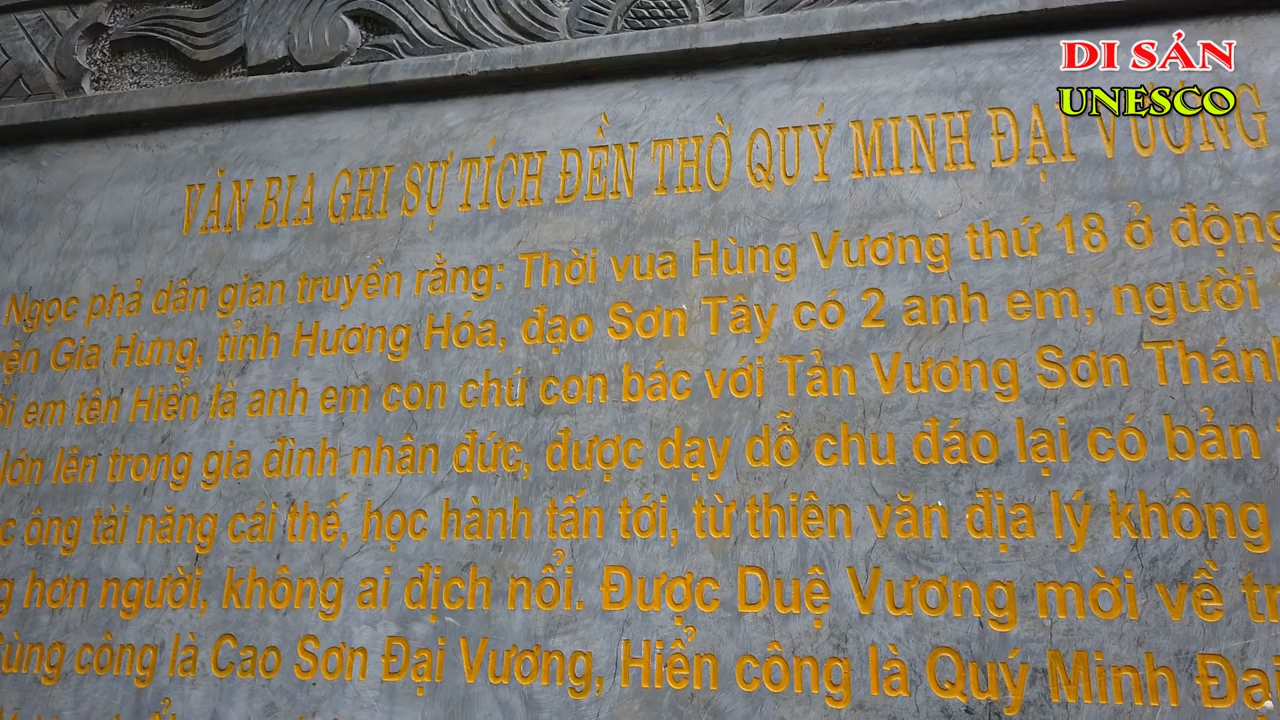 DI SẢN
UNESCO
VĂN BIA GHI SỰ TÍCH ĐỀN THỜ QUÝ MINH ĐẠI VƯƠNG
Ngọc phả dân gian truyền rằng: Thời vua Hùng Vương thứ 18 ở động
Gia Hưng, tỉnh Hương Hóa, đạo Sơn Tây có 2 anh em, người
em tên Hiển là anh em con chú con bác với Tản Vương Sơn Thánh
lớn lên trong gia đình nhân đức, được dạy dỗ chu đáo lại có bản
ông tài năng cái thế, học hành tấn tới, từ thiên văn địa lý không
hơn người, không ai địch nổi. Được Duệ Vương mời về
Tùng công là Cao Sơn Đại Vương, Hiển công là Quý Minh Đại